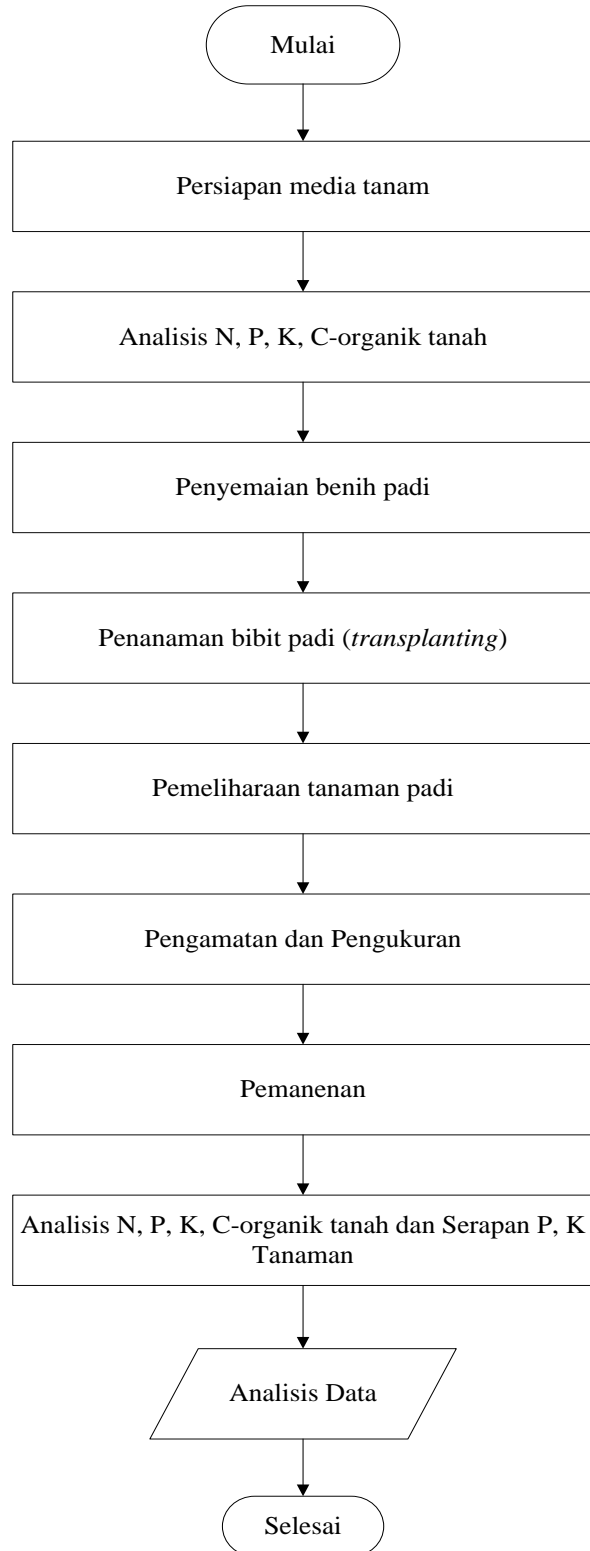 Mulai
Persiapan media tanam
Analisis N, P, K, C-organik tanah
Penyemaian benih padi
Penanaman bibit padi (transplanting)
Pemeliharaan tanaman padi
Pengamatan dan Pengukuran
Pemanenan
Analisis N, P, K, C-organik tanah dan Serapan P, K
Tanaman
Analisis Data
Selesai